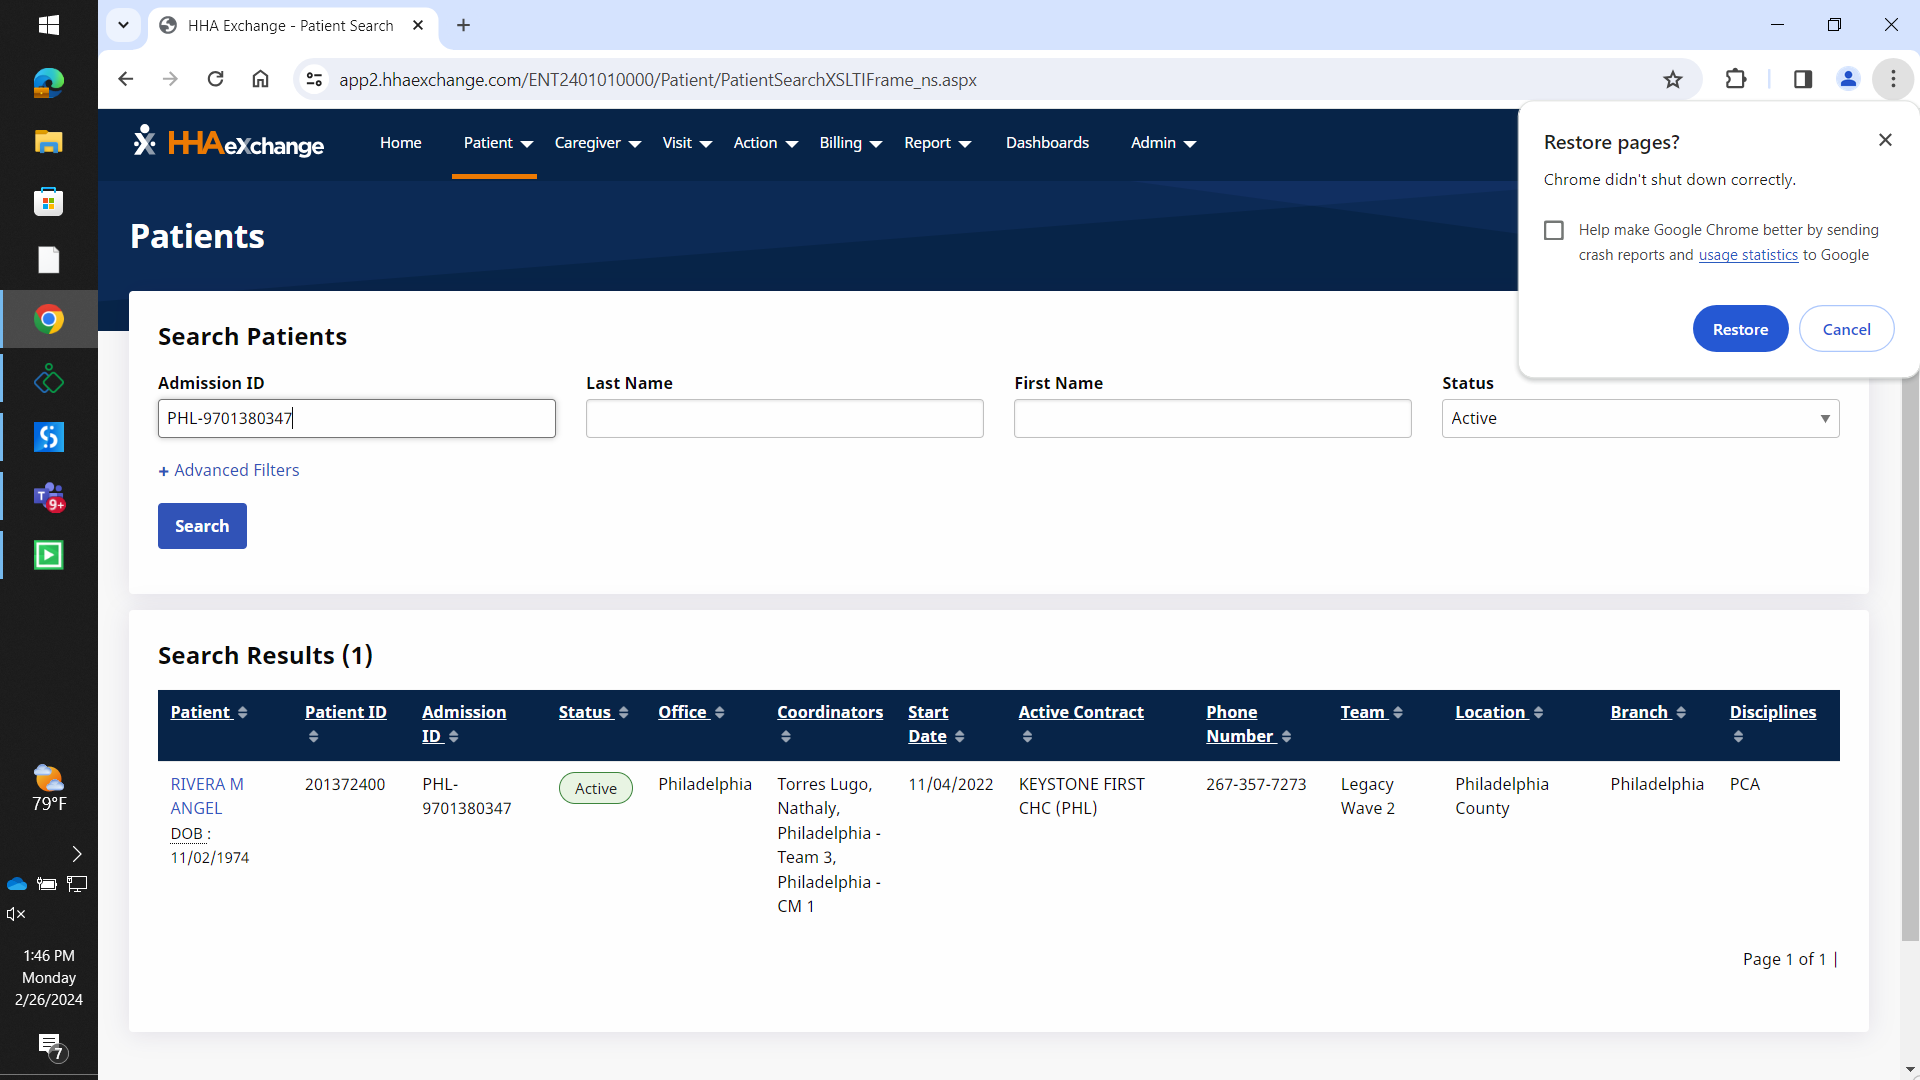 HHA Exchange - Patient Search
app2.hhaexchange.com/ENT2401010000/Patient/PatientSearchXSLTIFrame_ns.aspx
HHAeXchange
Home Patient Caregiver Visit Action Billing Report Dashboards Admin
Restore pages?
Chrome didn't shut down correctly.
Help make Google Chrome better by sending
crash reports and usage statistics to Google
Restore Cancel
Patients
Search Patients
Admission ID Last Name First Name Status
PHL-9701380347 Active
+ Advanced Filters
Search
Search Results (1)
Patient Patient ID Admission Status Office Coordinators Start Active Contract Phone Team Location Branch Disciplines
ID Date Number
RIVERA M 201372400 PHL- Active Philadelphia Torres Lugo, 11/04/2022 KEYSTONE FIRST 267-357-7273 Legacy Philadelphia Philadelphia PCA
ANGEL 9701380347 Nathaly, CHC (PHL) Wave 2 County
DOB : Philadelphia -
11/02/1974 Team 3,
Philadelphia -
CM 1
Page 1 of 1 |
T 9+
79°F
1:46 PM
Monday
2/26/2024
7